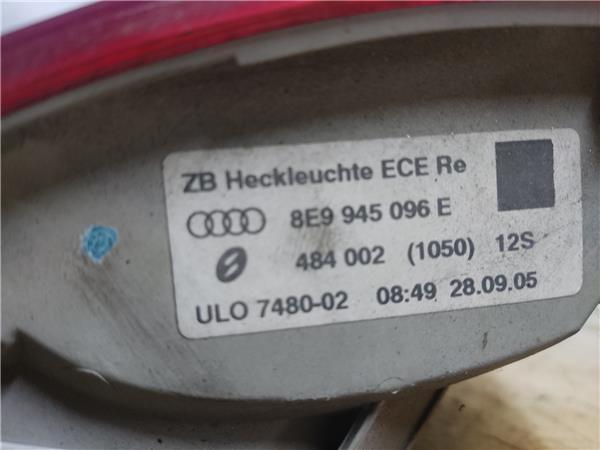 ZB Heckleuchte ECE Re
8E9 945 096 E
484 002 (1050) 12S
ULO 7480-02 08:49 28.09.05